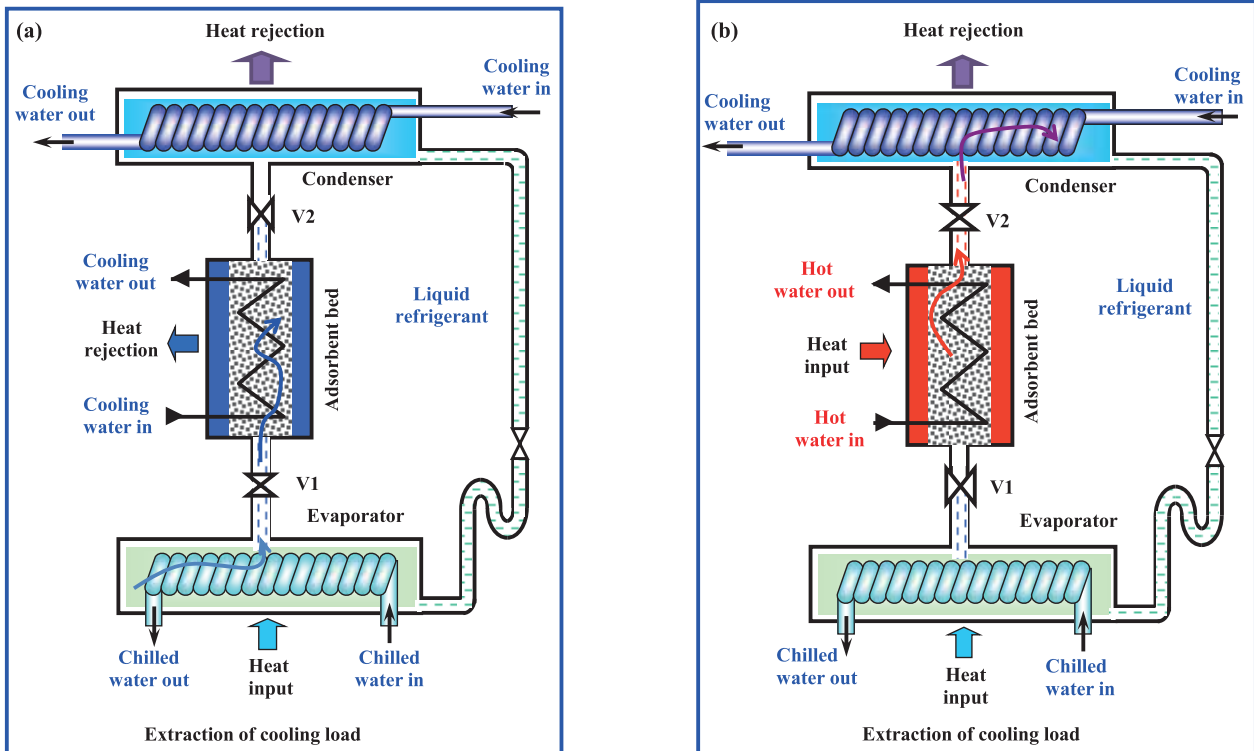 (a)
Heat rejection
Cooling
water in
Cooling
water out
Condenser
V2
Cooling
water out
Liquid
refrigerant
Heat
rejection
Adsorbent bed
Cooling
water in
V1
Evaporator
Chilled
water out
Heat
input
Chilled
water in
Extraction of cooling load
(b)
Heat rejection
Cooling
water in
Cooling
water out
Condenser
V2
Hot
water out
Liquid
refrigerant
Heat
input
Adsorbent bed
Hot
water in
V1
Evaporator
Chilled
water out
Heat
input
Chilled
water in
Extraction of cooling load